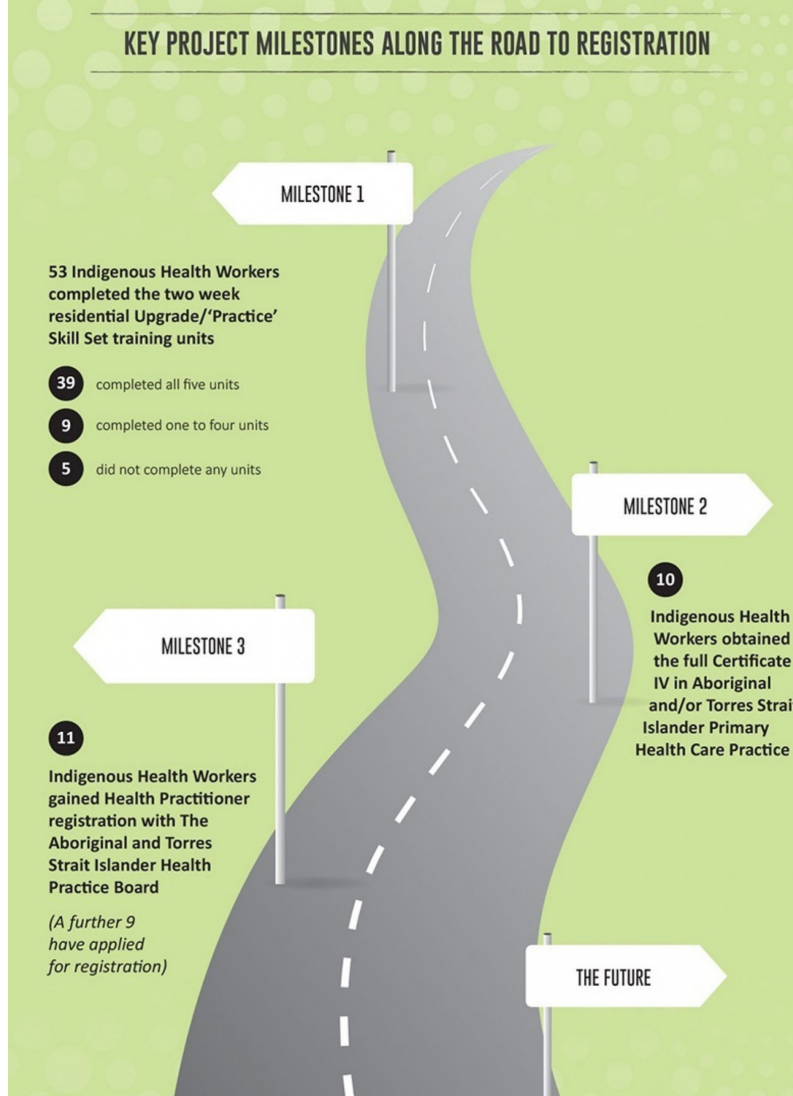 KEY PROJECT MILESTONES ALONG THE ROAD TO REGISTRATION
MILESTONE 1
53 Indigenous Health Workers
completed the two week
residential Upgrade/‘Practice’
Skill Set training units
39 completed all five units
9 completed one to four units
5 did not complete any units
MILESTONE 2
10
Indigenous Health
Workers obtained
the full Certificate
IV in Aboriginal
and/or Torres Strai
Islander Primary
Health Care Practice
MILESTONE 3
11
Indigenous Health Workers
gained Health Practitioner
registration with The
Aboriginal and Torres
Strait Islander Health
Practice Board
(A further 9
have applied
for registration)
THE FUTURE